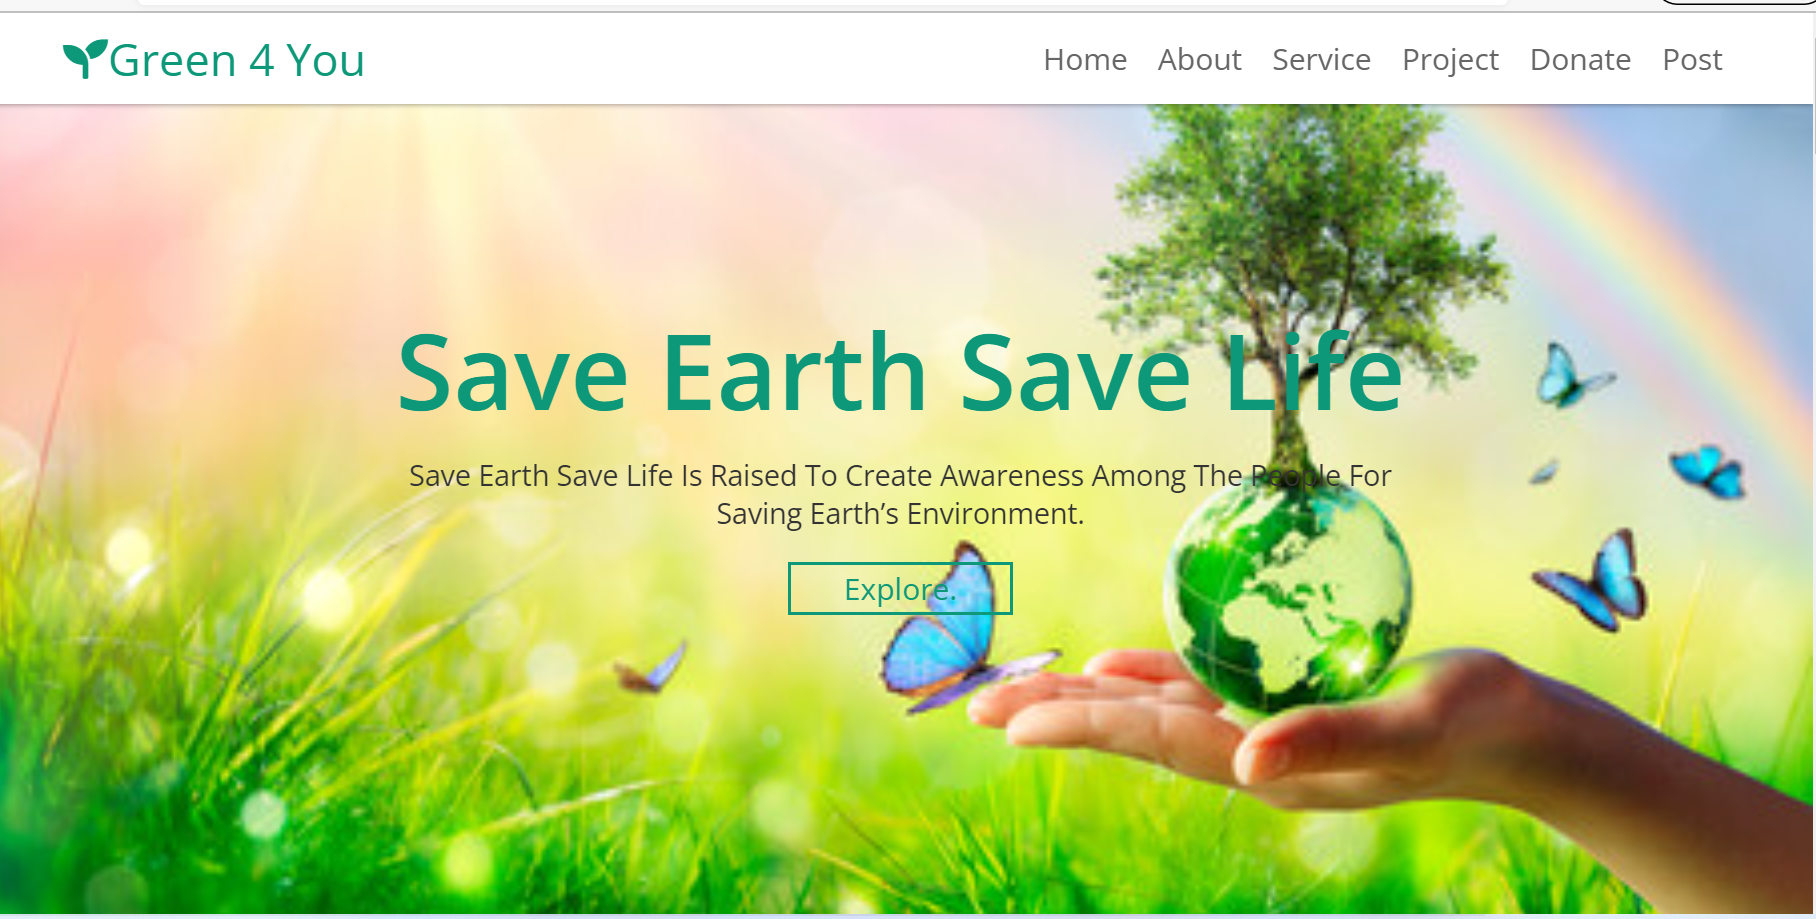 Green 4 You
Home About Service Project Donate Post
Save Earth Save Life
Save Earth Save Life Is Raised To Create Awareness Among The People For
Saving Earth’s Environment.
Explore.